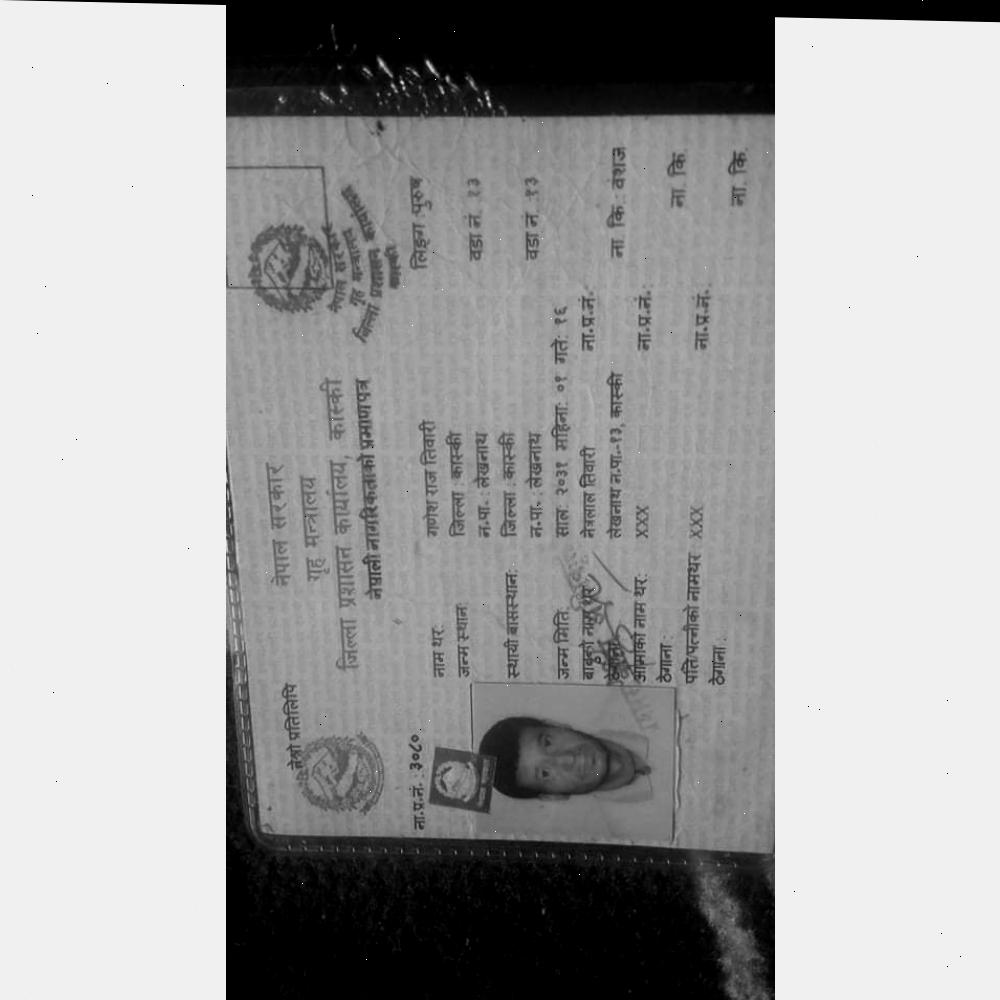 तेस्रो प्रतिलिपि
नेपाल सरकार
गृह मन्त्रालय
जिल्ला प्रशासन कार्यालय, कास्की
नेपाली नागरिकताको प्रमाणपत्र
नेपाल सरकार
गृह मन्त्रालय
जिल्ला प्रशासन कार्यालय
कास्की
ना.प्र.नं. : ३०८० लिङ्ग : पुरुष
नाम थर: गणेश राज तिवारी
जन्म स्थान: जिल्ला : कास्की
न.पा. : लेखनाथ वडा नं. १३
स्थायी बासस्थान: जिल्ला : कास्की
न.पा. : लेखनाथ वडा नं. १३
जन्म मिति: साल: २०३१ महिना: ०१ गते: १६
बाबुको नाम थर: नेत्रलाल तिवारी ना.प्र.नं.
ठेगाना: लेखनाथ न.पा.-१३, कास्की ना. कि. : वंशज
आमाको नाम थर: XXX ना.प्र.नं. :
ठेगाना : ना. कि.
पति/पत्नीको नामथर : XXX ना.प्र.नं.
ठेगाना : ना. कि.